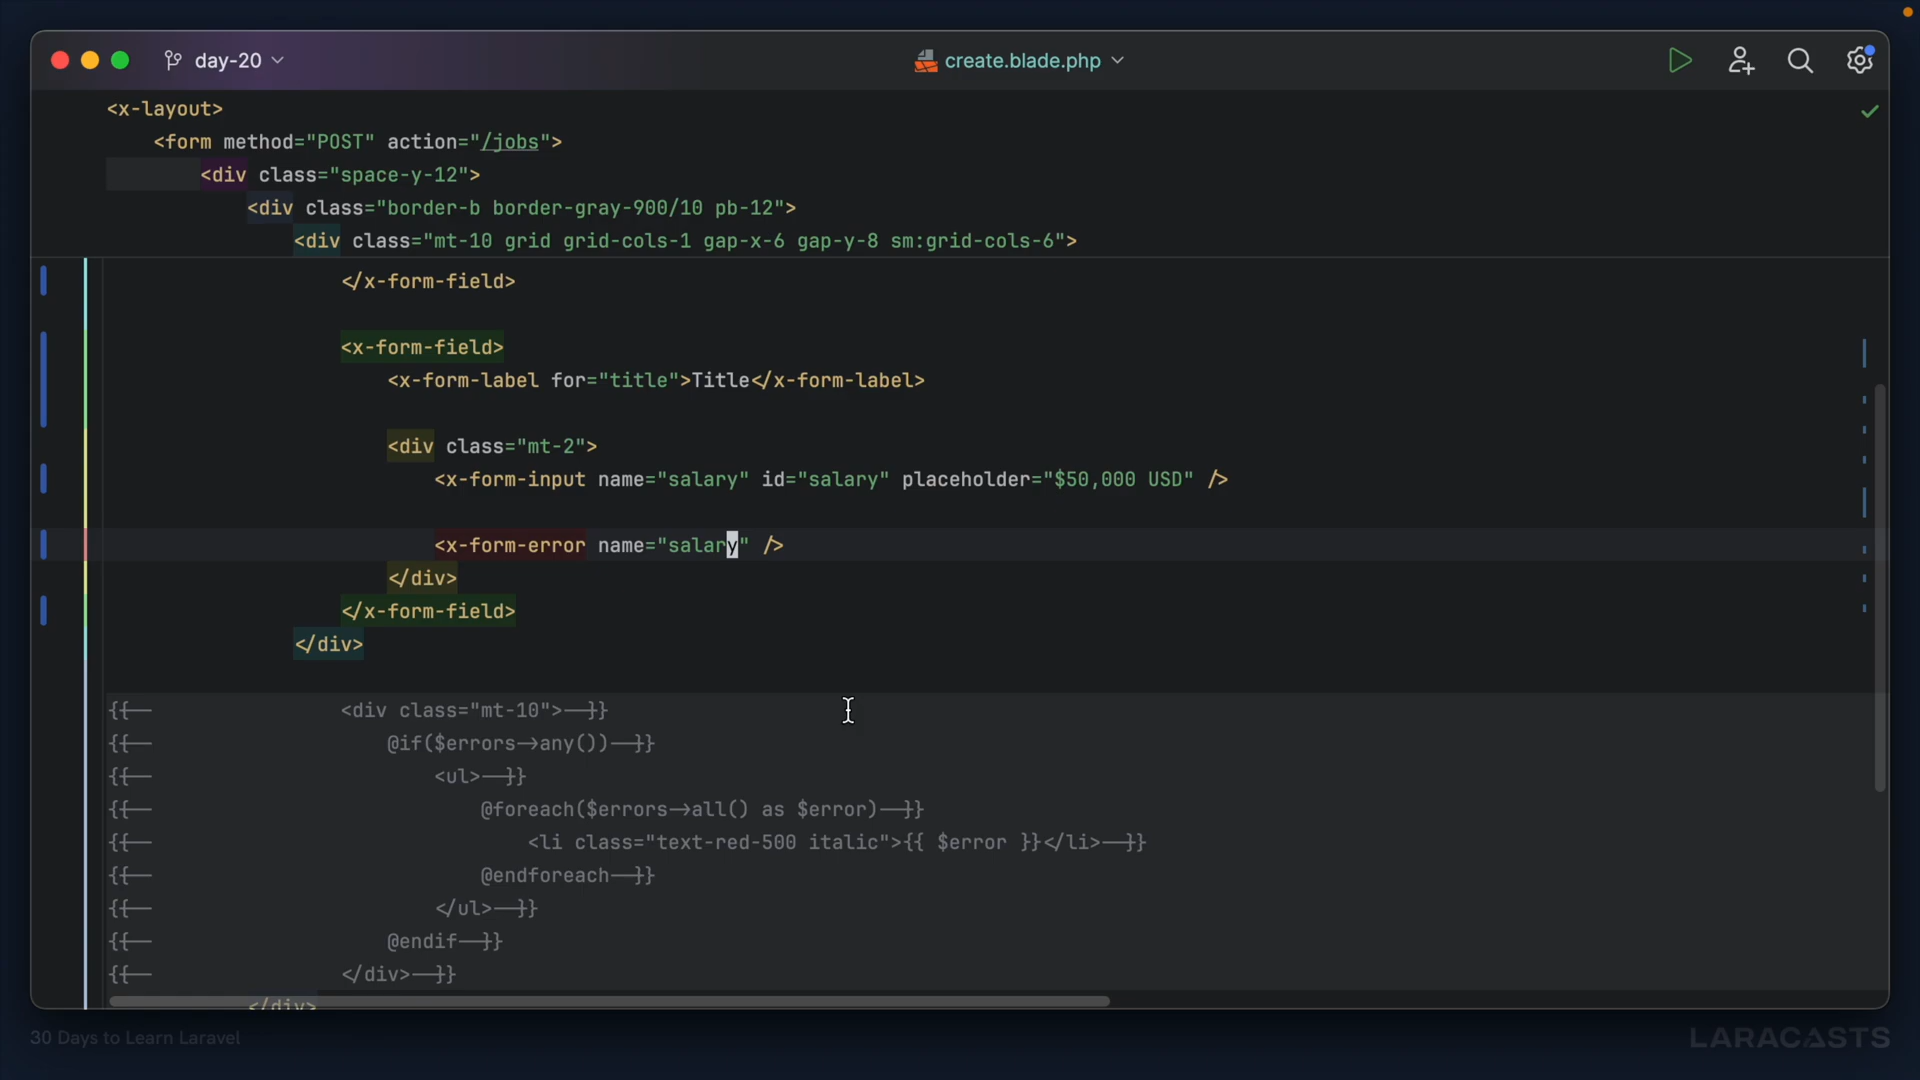 day-20
create.blade.php
<x-layout>
<form method="POST" action="/jobs">
<div class="space-y-12">
<div class="border-b border-gray-900/10 pb-12">
<div class="mt-10 grid grid-cols-1 gap-x-6 gap-y-8 sm:grid-cols-6">
</x-form-field>
<x-form-field>
<x-form-label for="title">Title</x-form-label>
<div class="mt-2">
<x-form-input name="salary" id="salary" placeholder="$50,000 USD" />
<x-form-error name="salary" />
</div>
</x-form-field>
</div>
{{-- <div class="mt-10">--}}
{{-- @if($errors->any())--}}
{{-- <ul>--}}
{{-- @foreach($errors->all() as $error)--}}
{{-- <li class="text-red-500 italic">{{ $error }}</li>--}}
{{-- @endforeach--}}
{{-- </ul>--}}
{{-- @endif--}}
{{-- </div>--}}
</div>
30 Days to Learn Laravel
LARACASTS